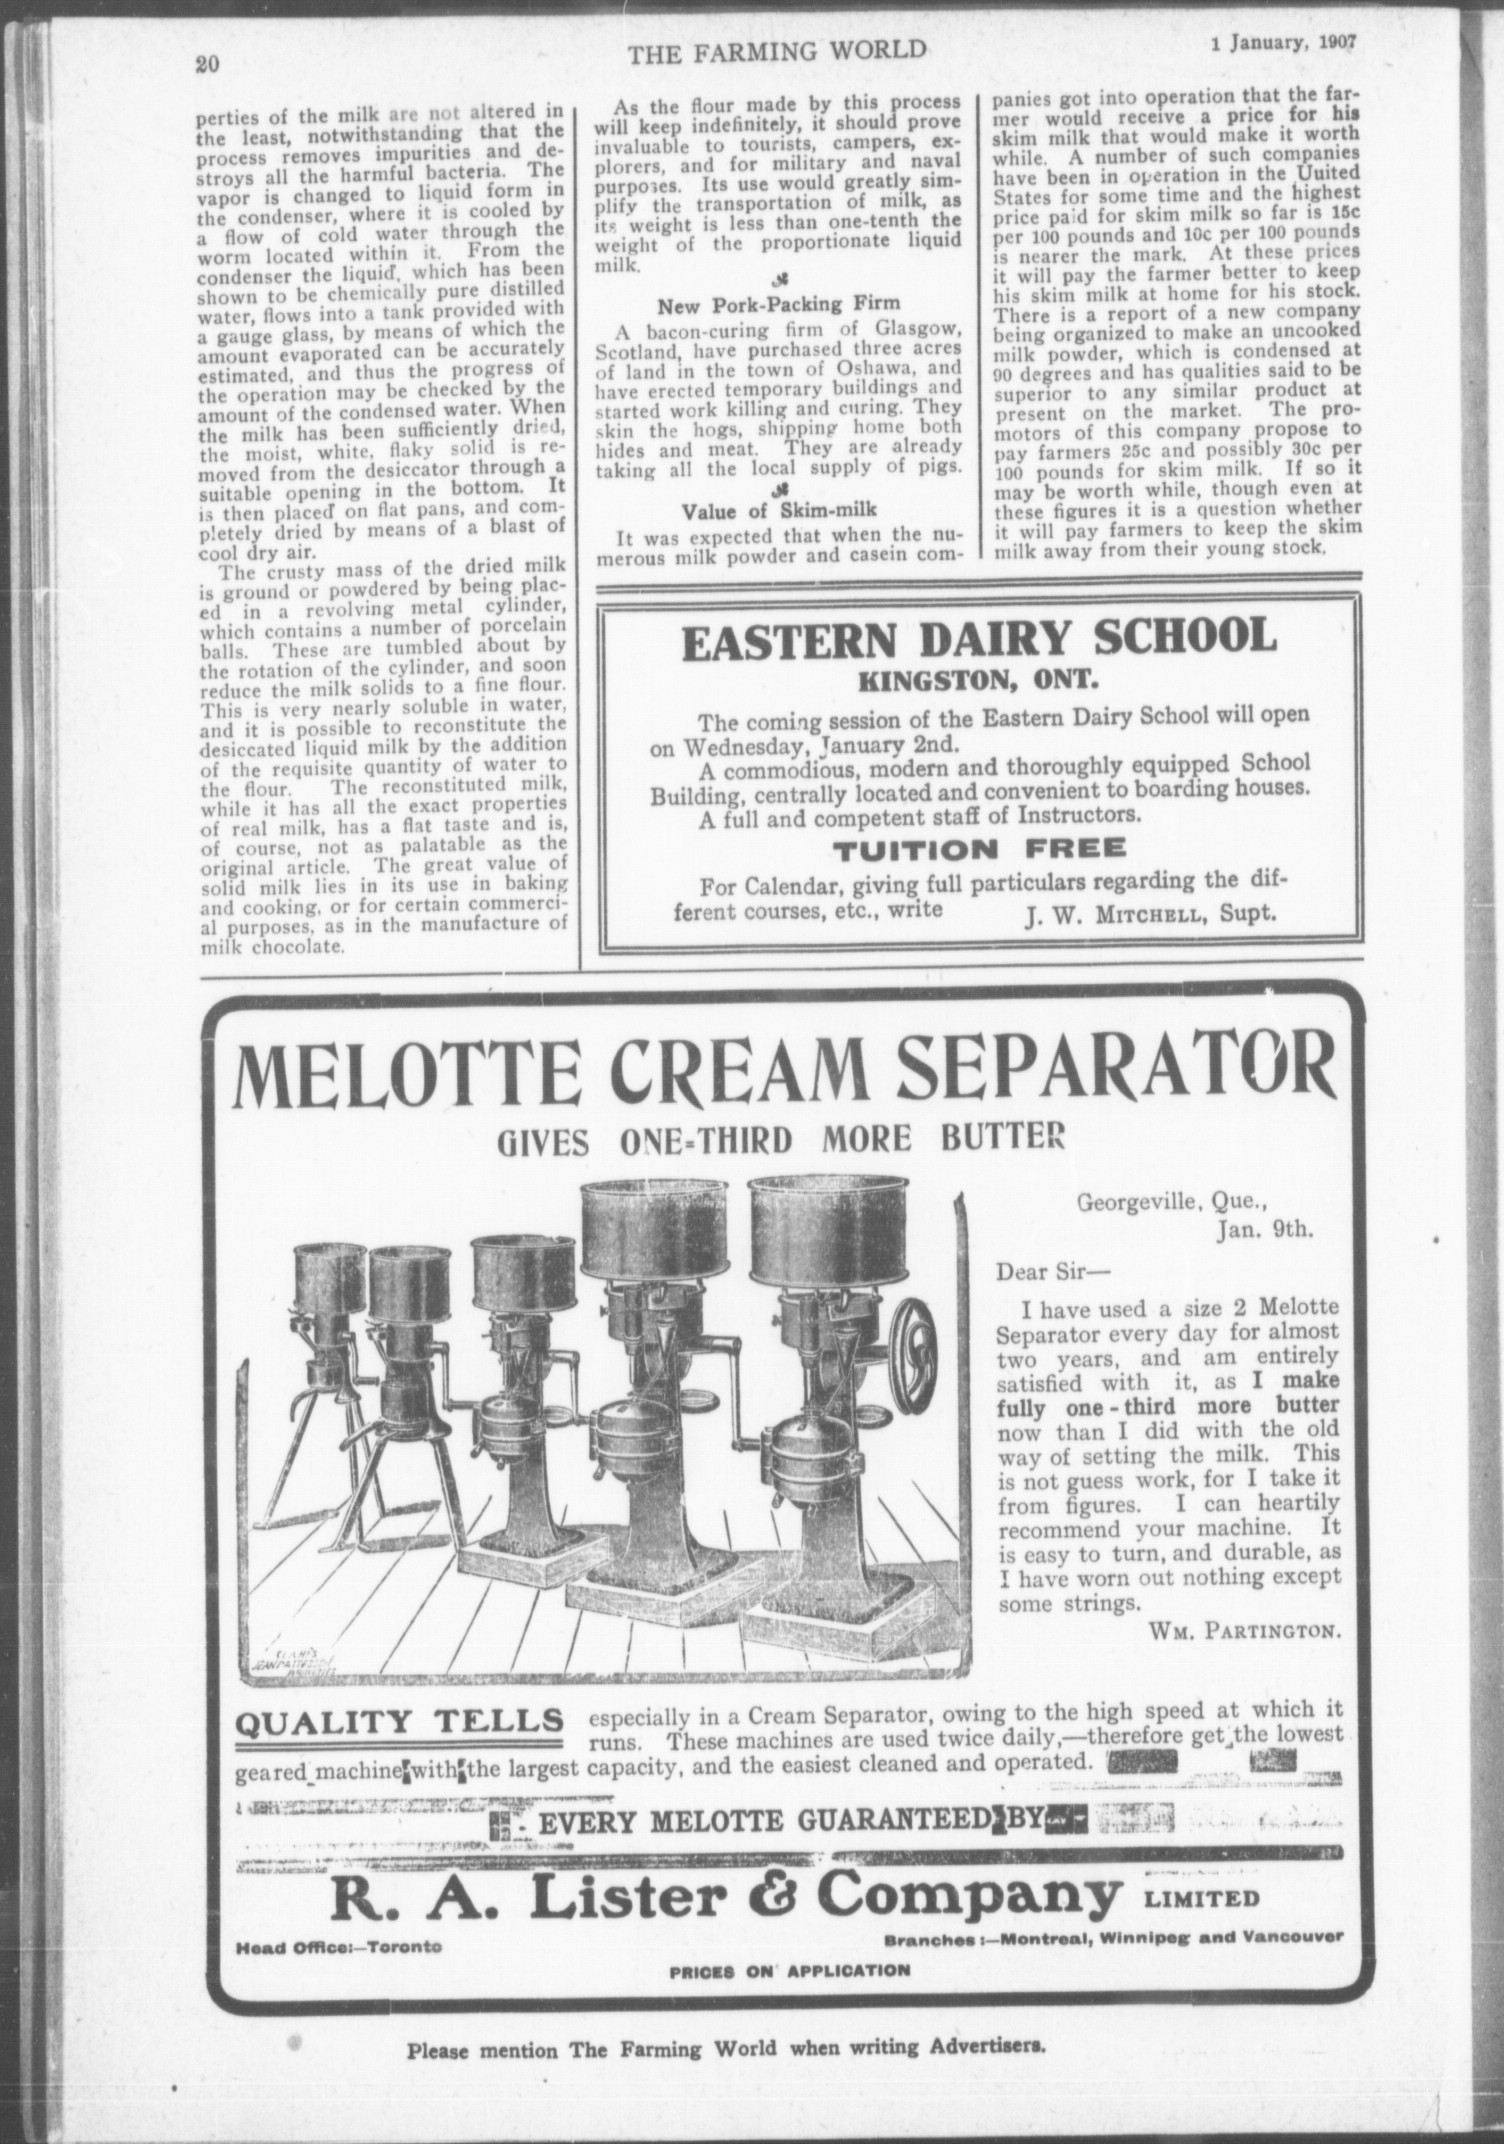 20
THE FARMING WORLD
1 January, 1907
perties of the milk are not altered in
the least, notwithstanding that the
process removes impurities and de-
stroys all the harmful bacteria. The
vapor is changed to liquid form in
the condenser, where it is cooled by
a flow of cold water through the
worm located within it. From the
condenser the liquid, which has been
shown to be chemically pure distilled
water, flows into a tank provided with
a gauge glass, by means of which the
amount evaporated can be accurately
estimated, and thus the progress of
the operation may be checked by the
amount of the condensed water. When
the milk has been sufficiently dried,
the moist, white, flaky solid is re-
moved from the desiccator through a
suitable opening in the bottom. It
is then placed on flat pans, and com-
pletely dried by means of a blast of
cool dry air.
The crusty mass of the dried milk
is ground or powdered by being plac-
ed in a revolving metal cylinder,
which contains a number of porcelain
balls. These are tumbled about by
the rotation of the cylinder, and soon
reduce the milk solids to a fine flour.
This is very nearly soluble in water,
and it is possible to reconstitute the
desiccated liquid milk by the addition
of the requisite quantity of water to
the flour. The reconstituted milk,
while it has all the exact properties
of real milk, has a flat taste and is,
of course, not as palatable as the
original article. The great value of
solid milk lies in its use in baking
and cooking, or for certain commerci-
al purposes, as in the manufacture of
milk chocolate.
As the flour made by this process
will keep indefinitely, it should prove
invaluable to tourists, campers, ex-
plorers, and for military and naval
purposes. Its use would greatly sim-
plify the transportation of milk, as
its weight is less than one-tenth the
weight of the proportionate liquid
milk.
New Pork-Packing Firm
A bacon-curing firm of Glasgow,
Scotland, have purchased three acres
of land in the town of Oshawa, and
have erected temporary buildings and
started work killing and curing. They
skin the hogs, shipping home both
hides and meat. They are already
taking all the local supply of pigs.
Value of Skim-milk
It was expected that when the nu-
merous milk powder and casein com-
panies got into operation that the far-
mer would receive a price for his
skim milk that would make it worth
while. A number of such companies
have been in operation in the Uuited
States for some time and the highest
price paid for skim milk so far is 15c
per 100 pounds and 10c per 100 pounds
is nearer the mark. At these prices
it will pay the farmer better to keep
his skim milk at home for his stock.
There is a report of a new company
being organized to make an uncooked
milk powder, which is condensed at
90 degrees and has qualities said to be
superior to any similar product at
present on the market. The pro-
motors of this company propose to
pay farmers 25c and possibly 30c per
100 pounds for skim milk. If so it
may be worth while, though even at
these figures it is a question whether
it will pay farmers to keep the skim
milk away from their young stock.
EASTERN DAIRY SCHOOL
KINGSTON, ONT.
The coming session of the Eastern Dairy School will open
on Wednesday, January 2nd.
A commodious, modern and thoroughly equipped School
Building, centrally located and convenient to boarding houses.
A full and competent staff of Instructors.
TUITION FREE
For Calendar, giving full particulars regarding the dif-
ferent courses, etc., write J. W. MITCHELL, Supt.
MELOTTE CREAM SEPARATOR
GIVES ONE-THIRD MORE BUTTER
Georgeville, Que.,
Jan. 9th.
Dear Sir—
I have used a size 2 Melotte
Separator every day for almost
two years, and am entirely
satisfied with it, as I make
fully one-third more butter
now than I did with the old
way of setting the milk. This
is not guess work, for I take it
from figures. I can heartily
recommend your machine. It
is easy to turn, and durable, as
I have worn out nothing except
some strings.
WM. PARTINGTON.
QUALITY TELLS especially in a Cream Separator, owing to the high speed at which it
runs. These machines are used twice daily,—therefore get the lowest
geared machine with the largest capacity, and the easiest cleaned and operated.
EVERY MELOTTE GUARANTEED BY
R. A. Lister & Company LIMITED
Head Office:—Toronto
Branches:—Montreal, Winnipeg and Vancouver
PRICES ON APPLICATION
Please mention The Farming World when writing Advertisers.